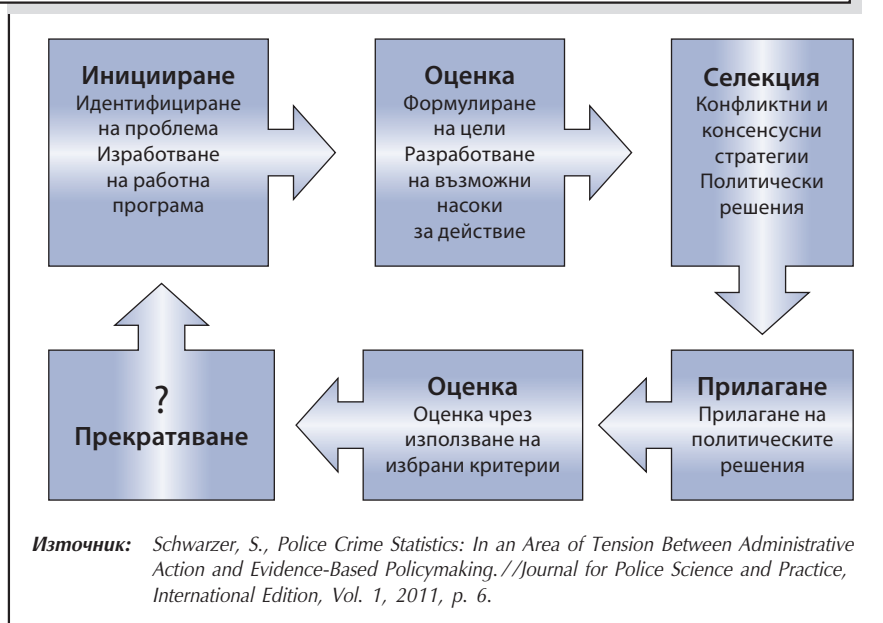 Иницииране
Идентифициране
на проблема
Изработване
на работна
програма
Оценка
Формулиране
на цели
Разработване
на възможни
насоки
за действие
Селекция
Конфликтни и
консенсусни
стратегии
Политически
решения
Прилагане
Прилагане на
политическите
решения
Оценка
Оценка чрез
използване на
избрани критерии
?
Прекратяване
Източник: Schwarzer, S., Police Crime Statistics: In an Area of Tension Between Administrative
Action and Evidence-Based Policymaking.//Journal for Police Science and Practice,
International Edition, Vol. 1, 2011, p. 6.